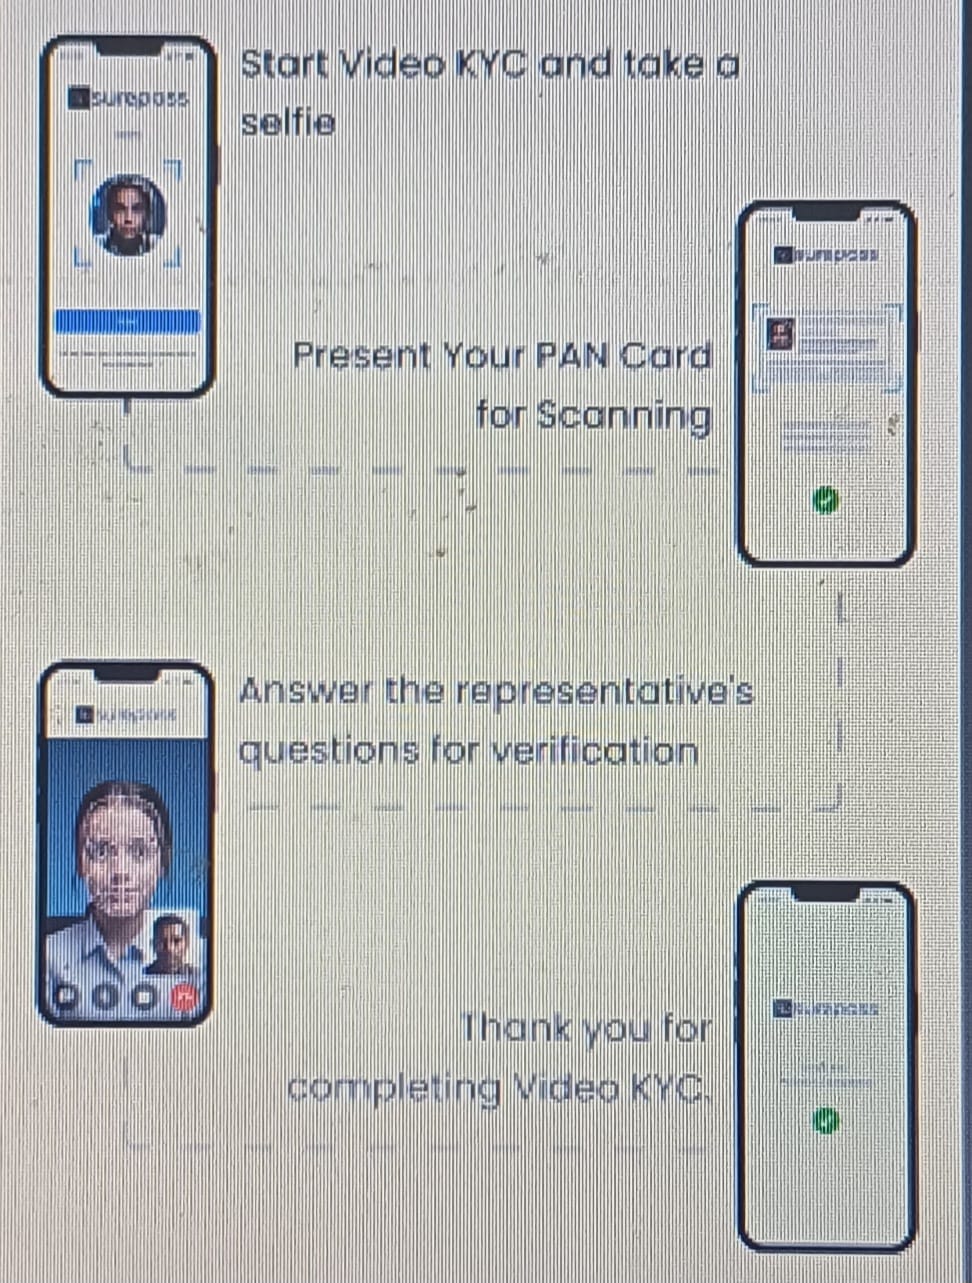 surepass
Start Video KYC and take a
selfie
surepass
Present Your PAN Card
for Scanning
surepass
Answer the representative's
questions for verification
surepass
Thank you for
completing Video KYC.